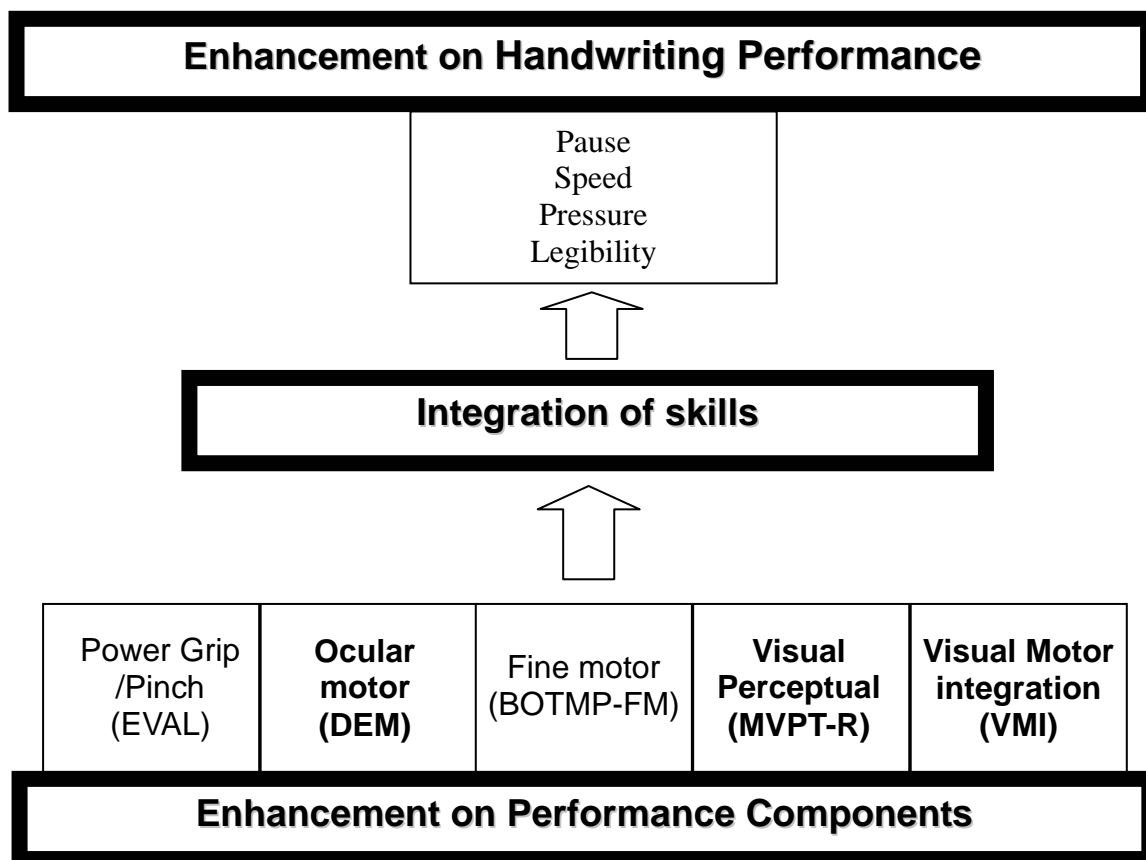 Enhancement on Handwriting Performance
Pause
Speed
Pressure
Legibility
Integration of skills
Power Grip
/Pinch
(EVAL)
Ocular
motor
(DEM)
Fine motor
(BOTMP-FM)
Visual
Perceptual
(MVPT-R)
Visual Motor
integration
(VMI)
Enhancement on Performance Components